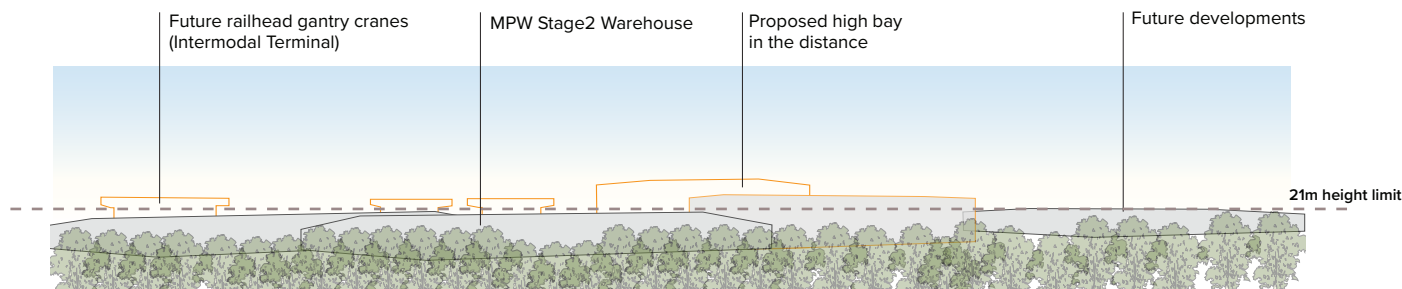 Future railhead gantry cranes
(Intermodal Terminal)
MPW Stage2 Warehouse
Proposed high bay
in the distance
Future developments
21m height limit